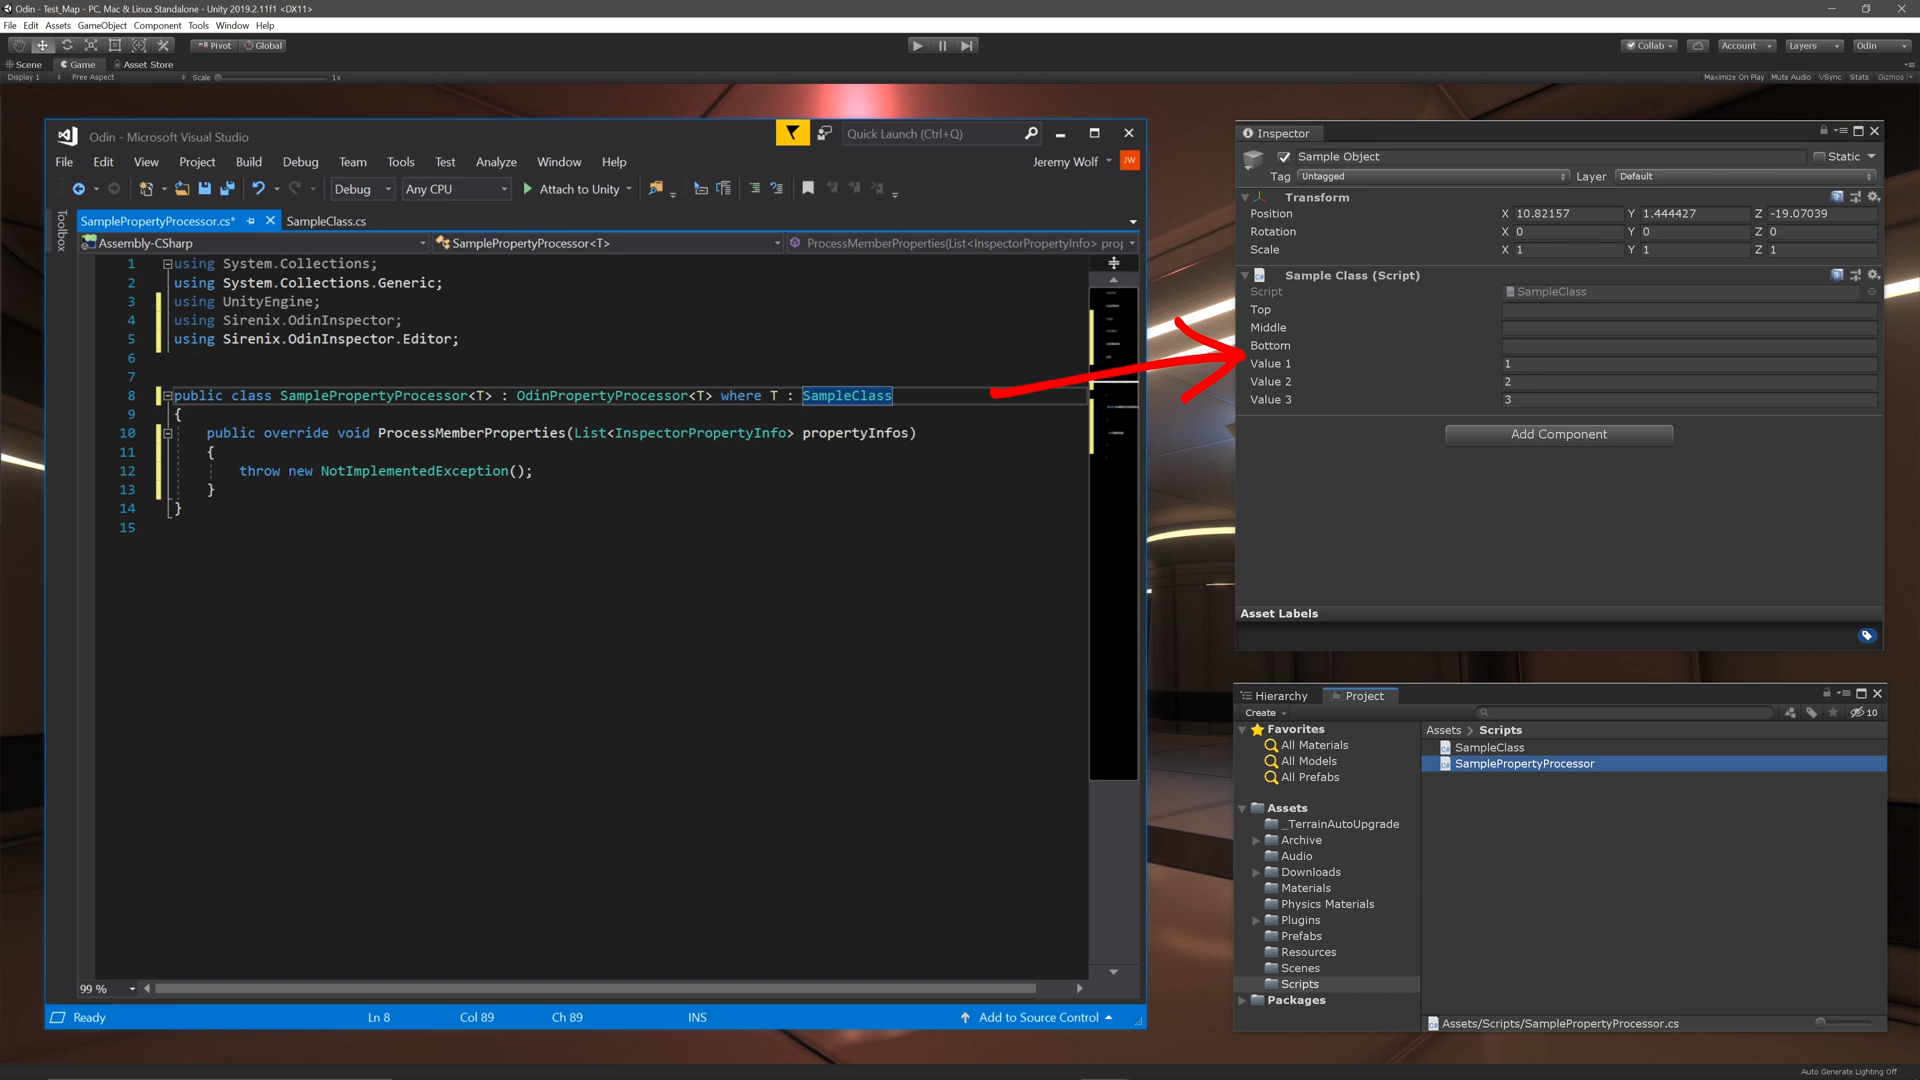 Odin - Test_Map - PC, Mac & Linux Standalone - Unity 2019.2.11f1 <DX11>
File Edit Assets GameObject Component Tools Window Help
Pivot Global Collab Account Layers Odin
Scene Game Asset Store
Display 1 Free Aspect Scale 1x Maximize On Play Mute Audio VSync Stats Gizmos
Odin - Microsoft Visual Studio
Quick Launch (Ctrl+Q)
File Edit View Project Build Debug Team Tools Test Analyze Window Help
Jeremy Wolf JW
Debug Any CPU Attach to Unity
Toolbox
SamplePropertyProcessor.cs* SampleClass.cs
Assembly-CSharp SamplePropertyProcessor<T> ProcessMemberProperties(List<InspectorPropertyInfo> prop
1 using System.Collections;
2 using System.Collections.Generic;
3 using UnityEngine;
4 using Sirenix.OdinInspector;
5 using Sirenix.OdinInspector.Editor;
6
7
8 public class SamplePropertyProcessor<T> : OdinPropertyProcessor<T> where T : SampleClass
9 {
10 public override void ProcessMemberProperties(List<InspectorPropertyInfo> propertyInfos)
11 {
12 throw new NotImplementedException();
13 }
14 }
15
99 %
Ready Ln 8 Col 89 Ch 89 INS Add to Source Control
Inspector
Sample Object Static
Tag Untagged Layer Default
Transform
Position X 10.82157 Y 1.444427 Z -19.07039
Rotation X 0 Y 0 Z 0
Scale X 1 Y 1 Z 1
Sample Class (Script)
Script SampleClass
Top
Middle
Bottom
Value 1 1
Value 2 2
Value 3 3
Add Component
Asset Labels
Hierarchy Project
Create 10
Favorites
All Materials
All Models
All Prefabs
Assets
_TerrainAutoUpgrade
Archive
Audio
Downloads
Materials
Physics Materials
Plugins
Prefabs
Resources
Scenes
Scripts
Packages
Assets Scripts
SampleClass
SamplePropertyProcessor
Assets/Scripts/SamplePropertyProcessor.cs
Auto Generate Lighting Off